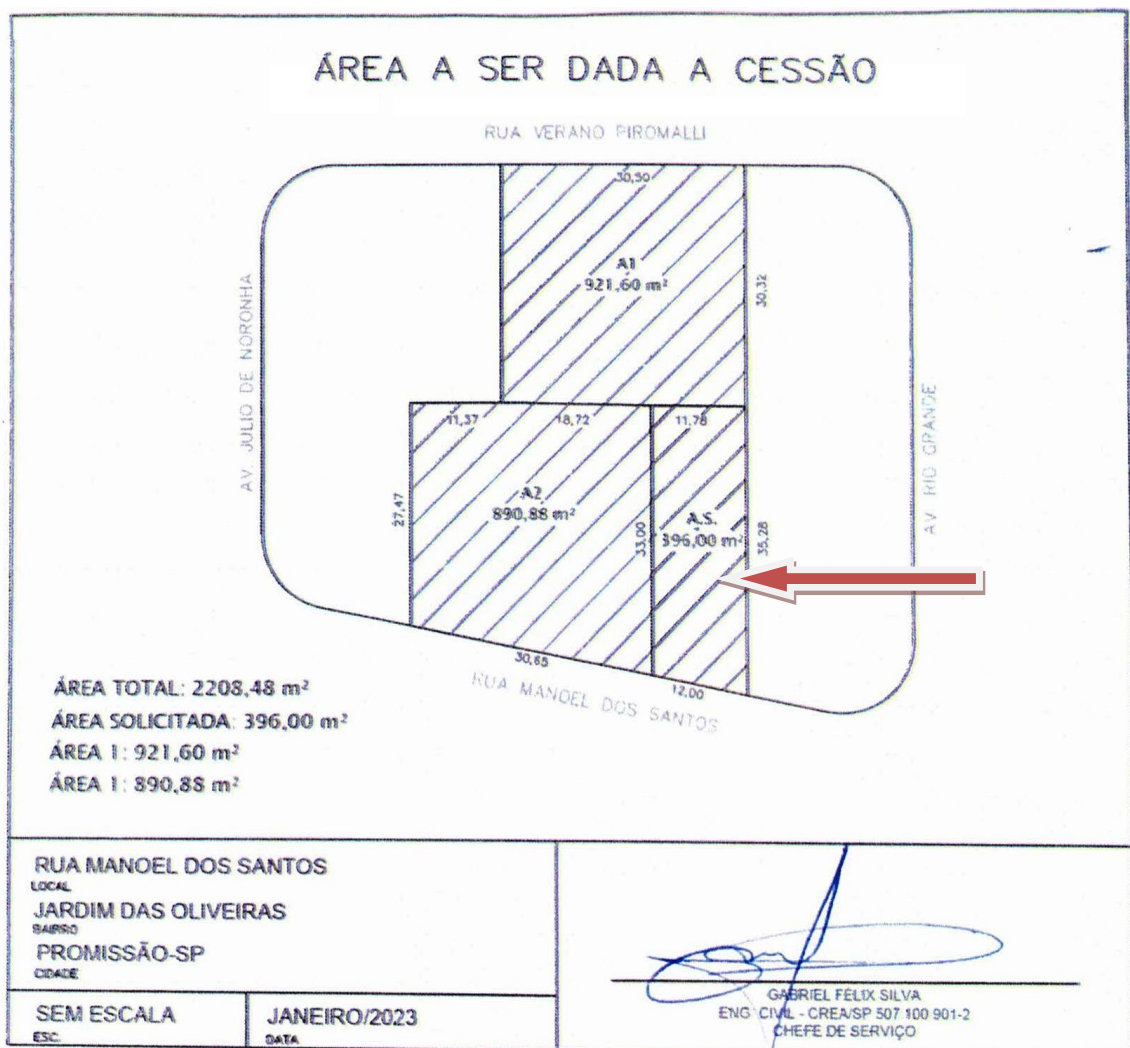 ÁREA A SER DADA A CESSÃO
RUA VERANO PIROMALLI
30,50
A1
921,60 m²
30,32
AV. JULIO DE NORONHA
AV. RIO GRANDE
11,37
18,72
11,78
27,47
A2
890,88 m²
33,00
A.S.
396,00 m²
35,28
30,65
12,00
RUA MANOEL DOS SANTOS
ÁREA TOTAL: 2208,48 m²
ÁREA SOLICITADA: 396,00 m²
ÁREA 1: 921,60 m²
ÁREA 1: 890,88 m²
RUA MANOEL DOS SANTOS
LOCAL
JARDIM DAS OLIVEIRAS
BAIRRO
PROMISSÃO-SP
CIDADE
SEM ESCALA
ESC.
JANEIRO/2023
DATA
GABRIEL FELIX SILVA
ENG. CIVIL - CREA/SP 507 100 901-2
CHEFE DE SERVIÇO